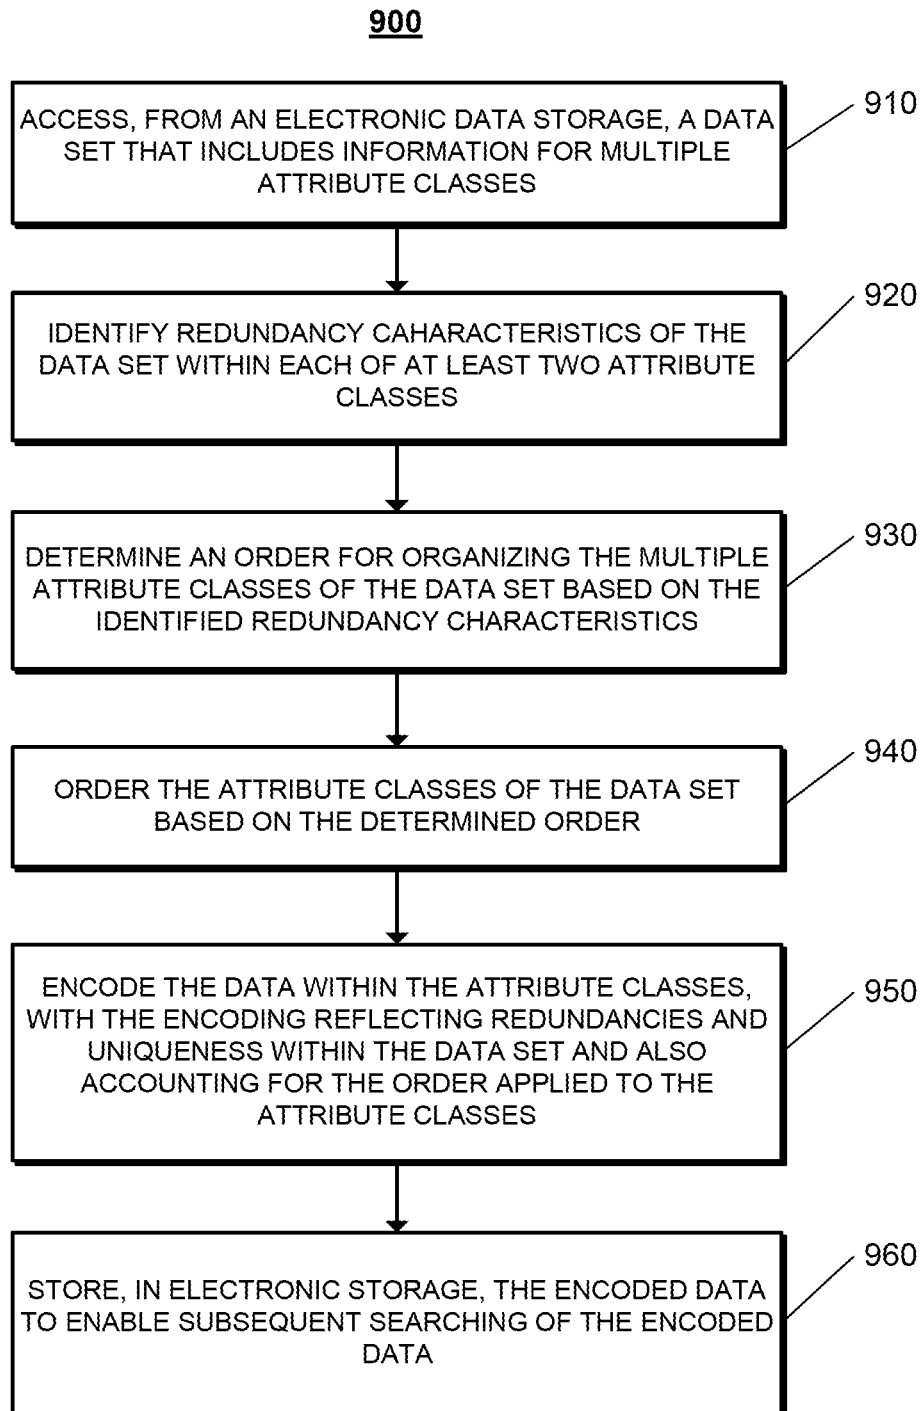 900
910
ACCESS, FROM AN ELECTRONIC DATA STORAGE, A DATA
SET THAT INCLUDES INFORMATION FOR MULTIPLE
ATTRIBUTE CLASSES
920
IDENTIFY REDUNDANCY CAHARACTERISTICS OF THE
DATA SET WITHIN EACH OF AT LEAST TWO ATTRIBUTE
CLASSES
930
DETERMINE AN ORDER FOR ORGANIZING THE MULTIPLE
ATTRIBUTE CLASSES OF THE DATA SET BASED ON THE
IDENTIFIED REDUNDANCY CHARACTERISTICS
940
ORDER THE ATTRIBUTE CLASSES OF THE DATA SET
BASED ON THE DETERMINED ORDER
950
ENCODE THE DATA WITHIN THE ATTRIBUTE CLASSES,
WITH THE ENCODING REFLECTING REDUNDANCIES AND
UNIQUENESS WITHIN THE DATA SET AND ALSO
ACCOUNTING FOR THE ORDER APPLIED TO THE
ATTRIBUTE CLASSES
960
STORE, IN ELECTRONIC STORAGE, THE ENCODED DATA
TO ENABLE SUBSEQUENT SEARCHING OF THE ENCODED
DATA